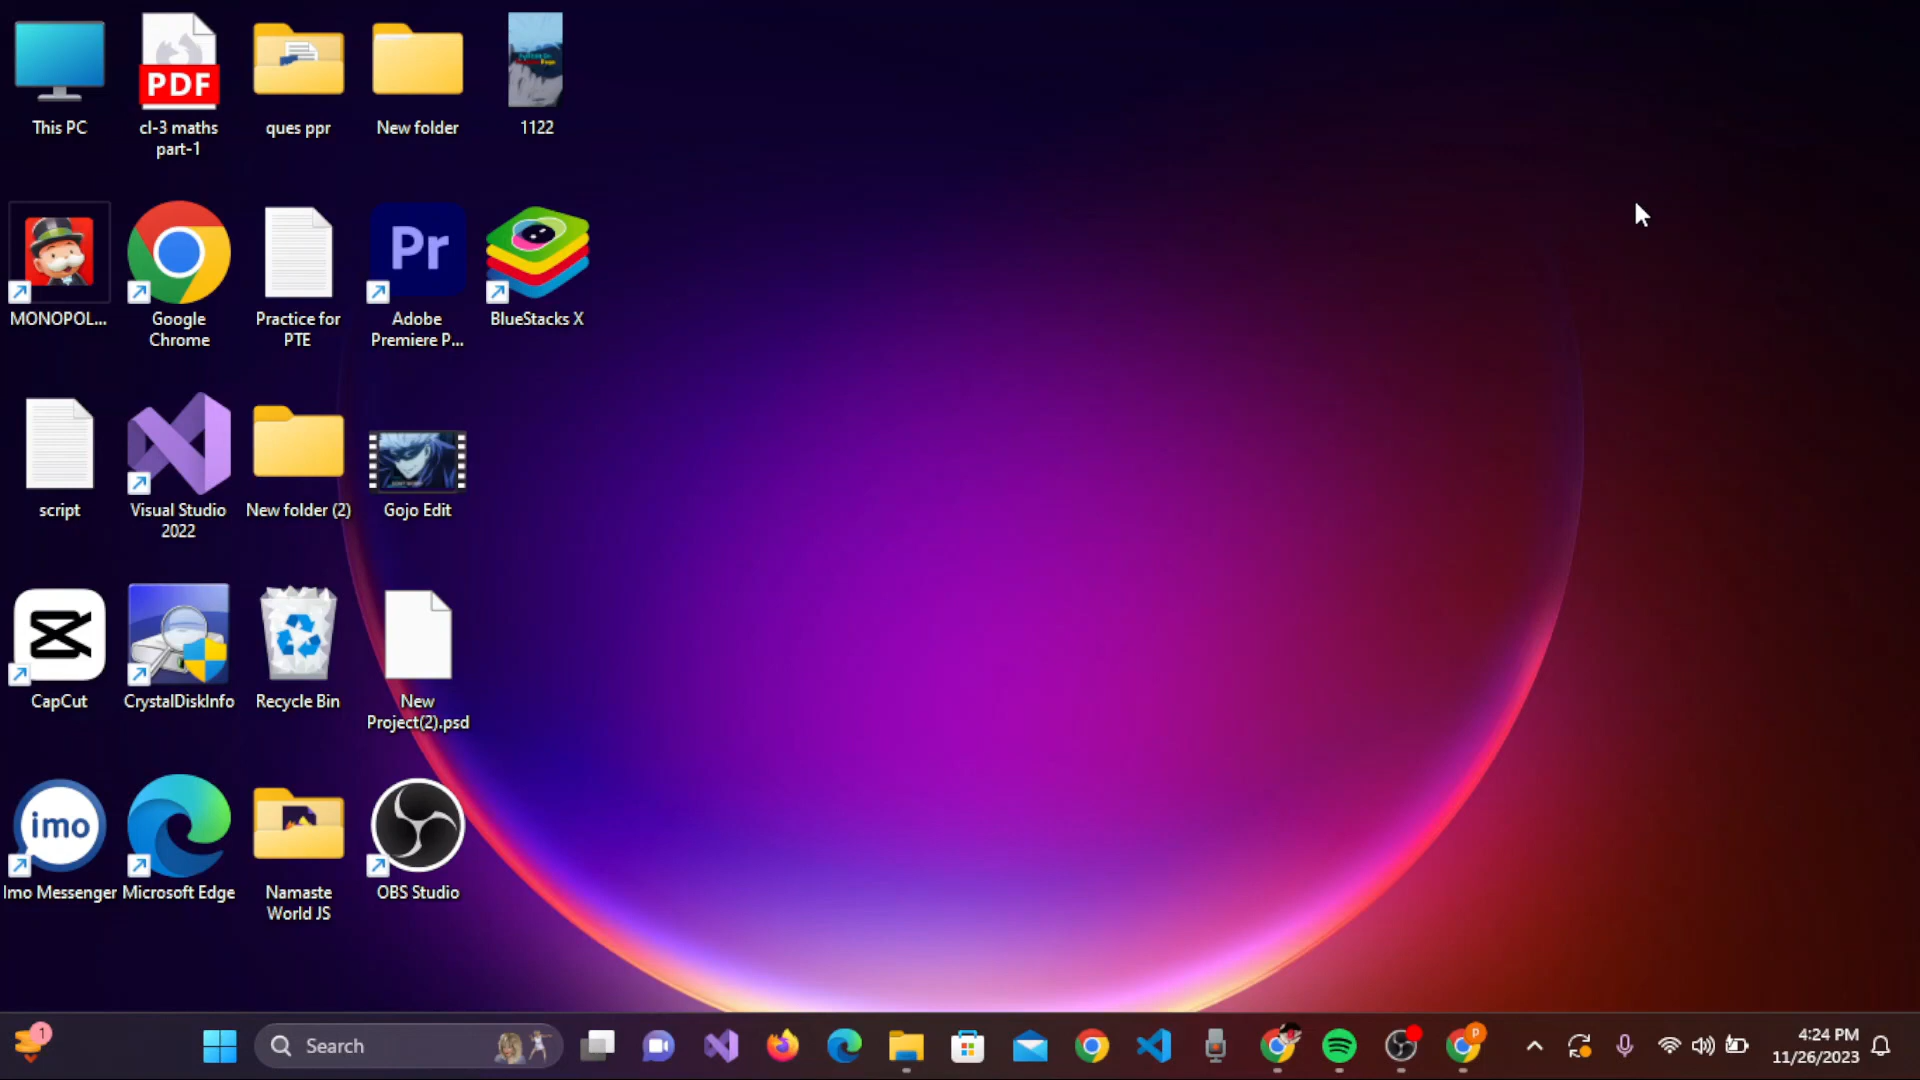 This PC
cl-3 maths
part-1
PDF
ques ppr
New folder
1122
MONOPOL...
Google
Chrome
Practice for
PTE
Pr
Adobe
Premiere P...
BlueStacks X
script
Visual Studio
2022
New folder (2)
Gojo Edit
CapCut
CrystalDiskInfo
Recycle Bin
New
Project(2).psd
imo
Imo Messenger
Microsoft Edge
Namaste
World JS
OBS Studio
1
Search
P
4:24 PM
11/26/2023